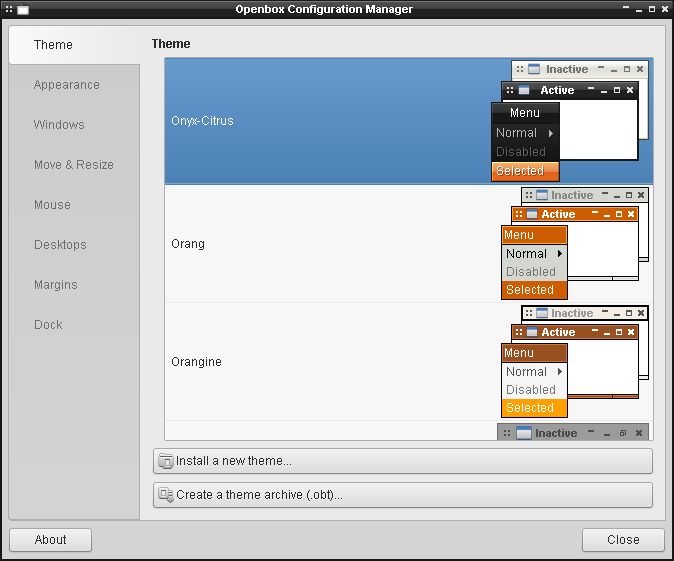 Openbox Configuration Manager
Theme
Appearance
Windows
Move & Resize
Mouse
Desktops
Margins
Dock
Theme
Onyx-Citrus
Inactive
Active
Menu
Normal
Disabled
Selected
Orang
Inactive
Active
Menu
Normal
Disabled
Selected
Orangine
Inactive
Active
Menu
Normal
Disabled
Selected
Inactive
Install a new theme...
Create a theme archive (.obt)...
About
Close